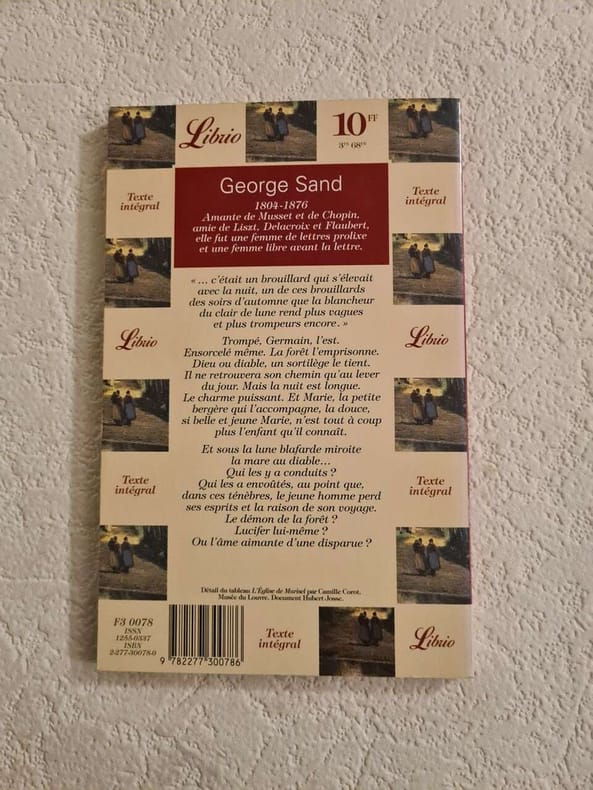 Librio
10 FF
3€ 68
Texte
intégral
George Sand
1804-1876
Amante de Musset et de Chopin,
amie de Liszt, Delacroix et Flaubert,
elle fut une femme de lettres prolixe
et une femme libre avant la lettre.
Texte
intégral
« ... c'était un brouillard qui s'élevait
avec la nuit, un de ces brouillards
des soirs d'automne que la blancheur
du clair de lune rend plus vagues
et plus trompeurs encore. »
Librio
Librio
Trompé, Germain, l'est.
Ensorcelé même. La forêt l'emprisonne.
Dieu ou diable, un sortilège le tient.
Il ne retrouvera son chemin qu'au lever
du jour. Mais la nuit est longue.
Le charme puissant. Et Marie, la petite
bergère qui l'accompagne, la douce,
si belle et jeune Marie, n'est tout à coup
plus l'enfant qu'il connaît.
Et sous la lune blafarde miroite
la mare au diable...
Qui les y a conduits ?
Qui les a envoûtés, au point que,
dans ces ténèbres, le jeune homme perd
ses esprits et la raison de son voyage.
Le démon de la forêt ?
Lucifer lui-même ?
Ou l'âme aimante d'une disparue ?
Texte
intégral
Texte
intégral
Détail du tableau L'Église de Marissel par Camille Corot.
Musée du Louvre. Document Hubert Josse.
F3 0078
ISSN
1255-0337
ISBN
2-277-30078-0
9 782277 300786
Texte
intégral
Librio